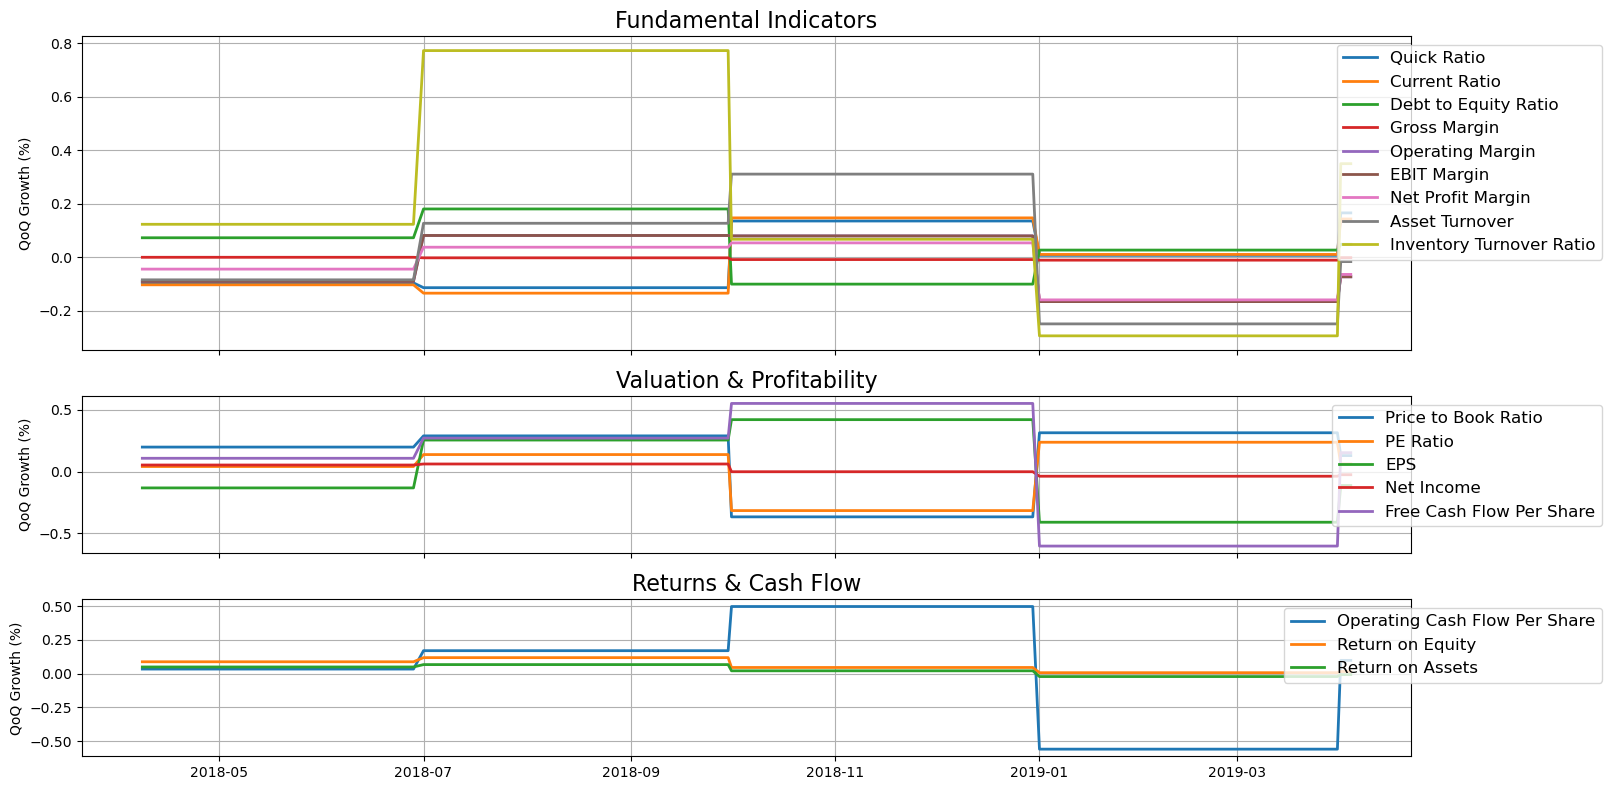 Fundamental Indicators
QoQ Growth (%)
0.8
0.6
0.4
0.2
0.0
−0.2
Quick Ratio
Current Ratio
Debt to Equity Ratio
Gross Margin
Operating Margin
EBIT Margin
Net Profit Margin
Asset Turnover
Inventory Turnover Ratio
Valuation & Profitability
QoQ Growth (%)
0.5
0.0
−0.5
Price to Book Ratio
PE Ratio
EPS
Net Income
Free Cash Flow Per Share
Returns & Cash Flow
QoQ Growth (%)
0.50
0.25
0.00
−0.25
−0.50
Operating Cash Flow Per Share
Return on Equity
Return on Assets
2018-05 2018-07 2018-09 2018-11 2019-01 2019-03